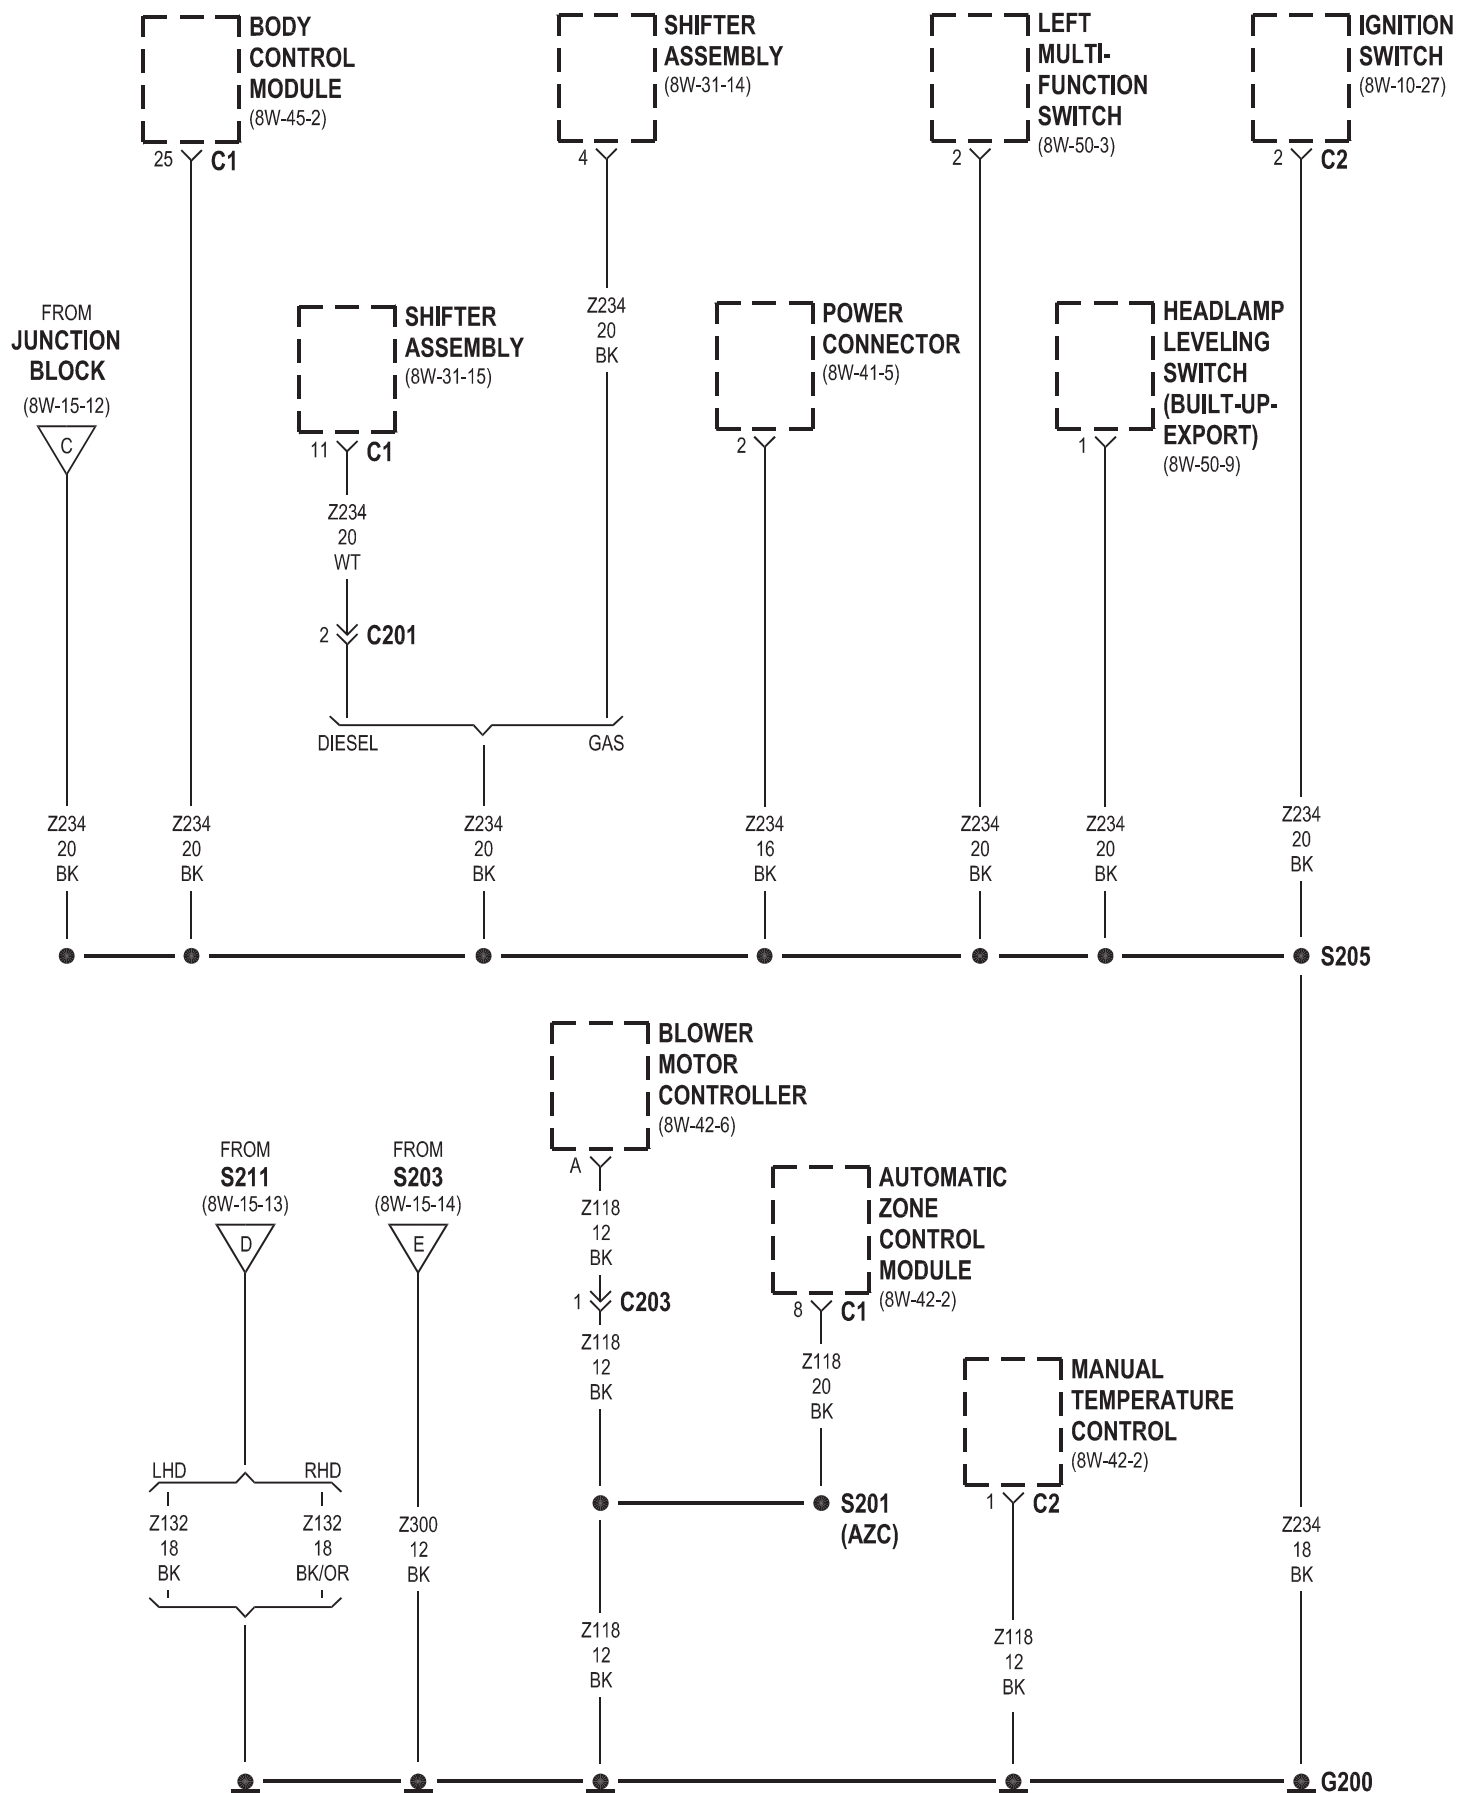 BODY
CONTROL
MODULE
(8W-45-2)
25
C1
SHIFTER
ASSEMBLY
(8W-31-14)
4
LEFT
MULTI-
FUNCTION
SWITCH
(8W-50-3)
2
IGNITION
SWITCH
(8W-10-27)
2
C2
FROM
JUNCTION
BLOCK
(8W-15-12)
C
SHIFTER
ASSEMBLY
(8W-31-15)
11
C1
Z234
20
WT
2
C201
Z234
20
BK
POWER
CONNECTOR
(8W-41-5)
2
HEADLAMP
LEVELING
SWITCH
(BUILT-UP-
EXPORT)
(8W-50-9)
1
DIESEL
GAS
Z234
20
BK
Z234
20
BK
Z234
20
BK
Z234
16
BK
Z234
20
BK
Z234
20
BK
Z234
20
BK
S205
BLOWER
MOTOR
CONTROLLER
(8W-42-6)
A
Z118
12
BK
1
C203
Z118
12
BK
FROM
S211
(8W-15-13)
D
FROM
S203
(8W-15-14)
E
AUTOMATIC
ZONE
CONTROL
MODULE
(8W-42-2)
8
C1
Z118
20
BK
MANUAL
TEMPERATURE
CONTROL
(8W-42-2)
1
C2
LHD
RHD
Z132
18
BK
Z132
18
BK/OR
Z300
12
BK
S201
(AZC)
Z234
18
BK
Z118
12
BK
Z118
12
BK
G200